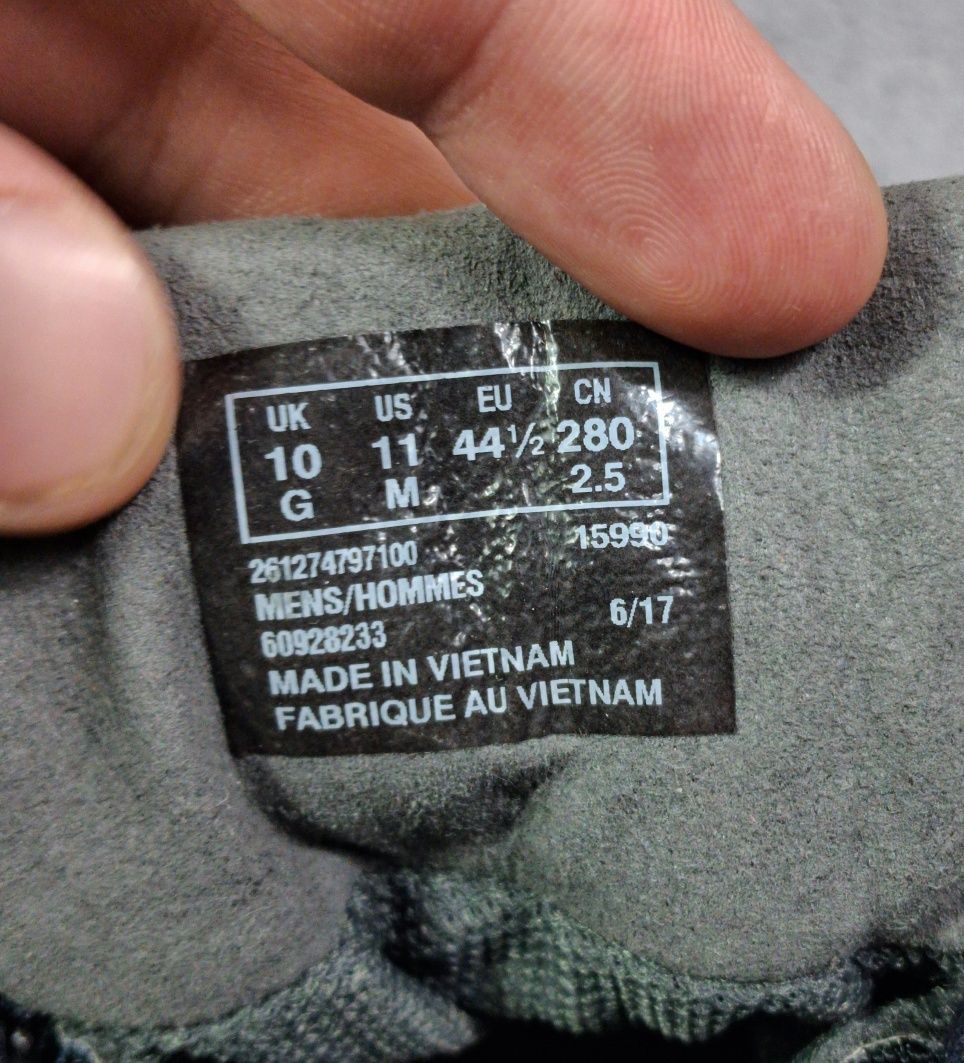 UK US EU CN
10 11 44½ 280
G M 2.5
261274797100 15990
MENS/HOMMES
60928233 6/17
MADE IN VIETNAM
FABRIQUE AU VIETNAM